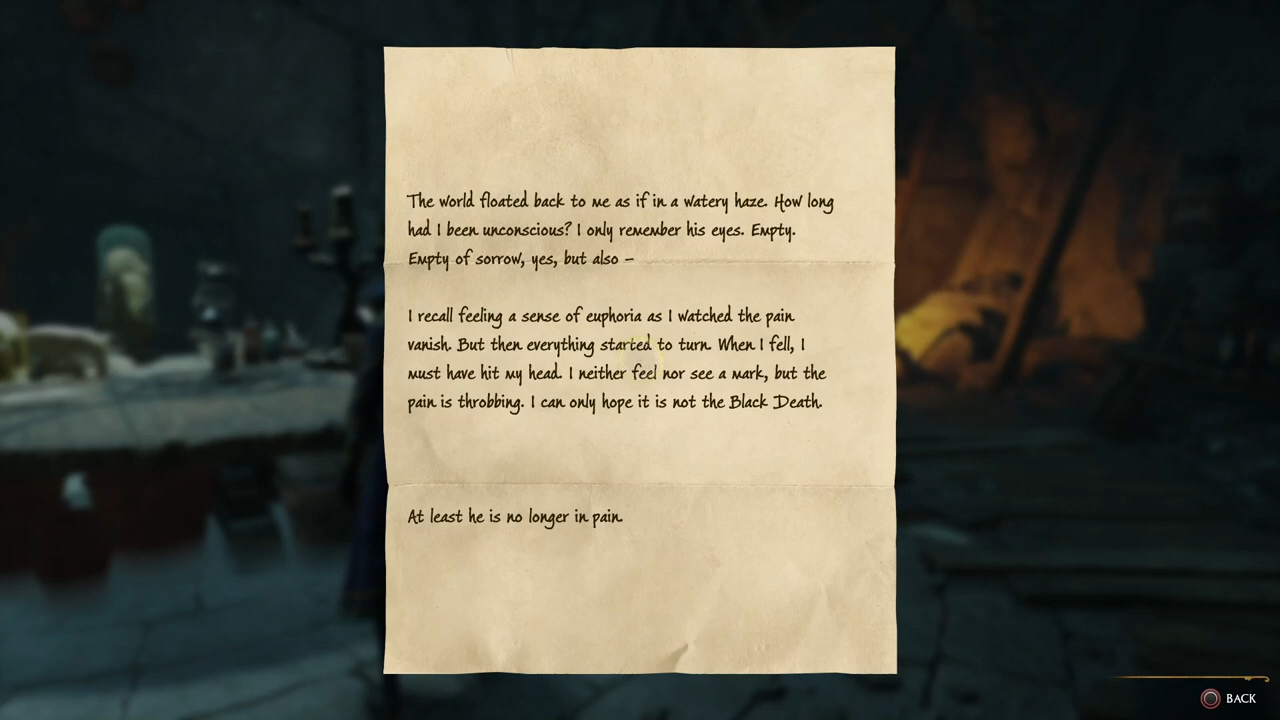 The world floated back to me as if in a watery haze. How long
had I been unconscious? I only remember his eyes. Empty.
Empty of sorrow, yes, but also –
I recall feeling a sense of euphoria as I watched the pain
vanish. But then everything started to turn. When I fell, I
must have hit my head. I neither feel nor see a mark, but the
pain is throbbing. I can only hope it is not the Black Death.
At least he is no longer in pain.
BACK